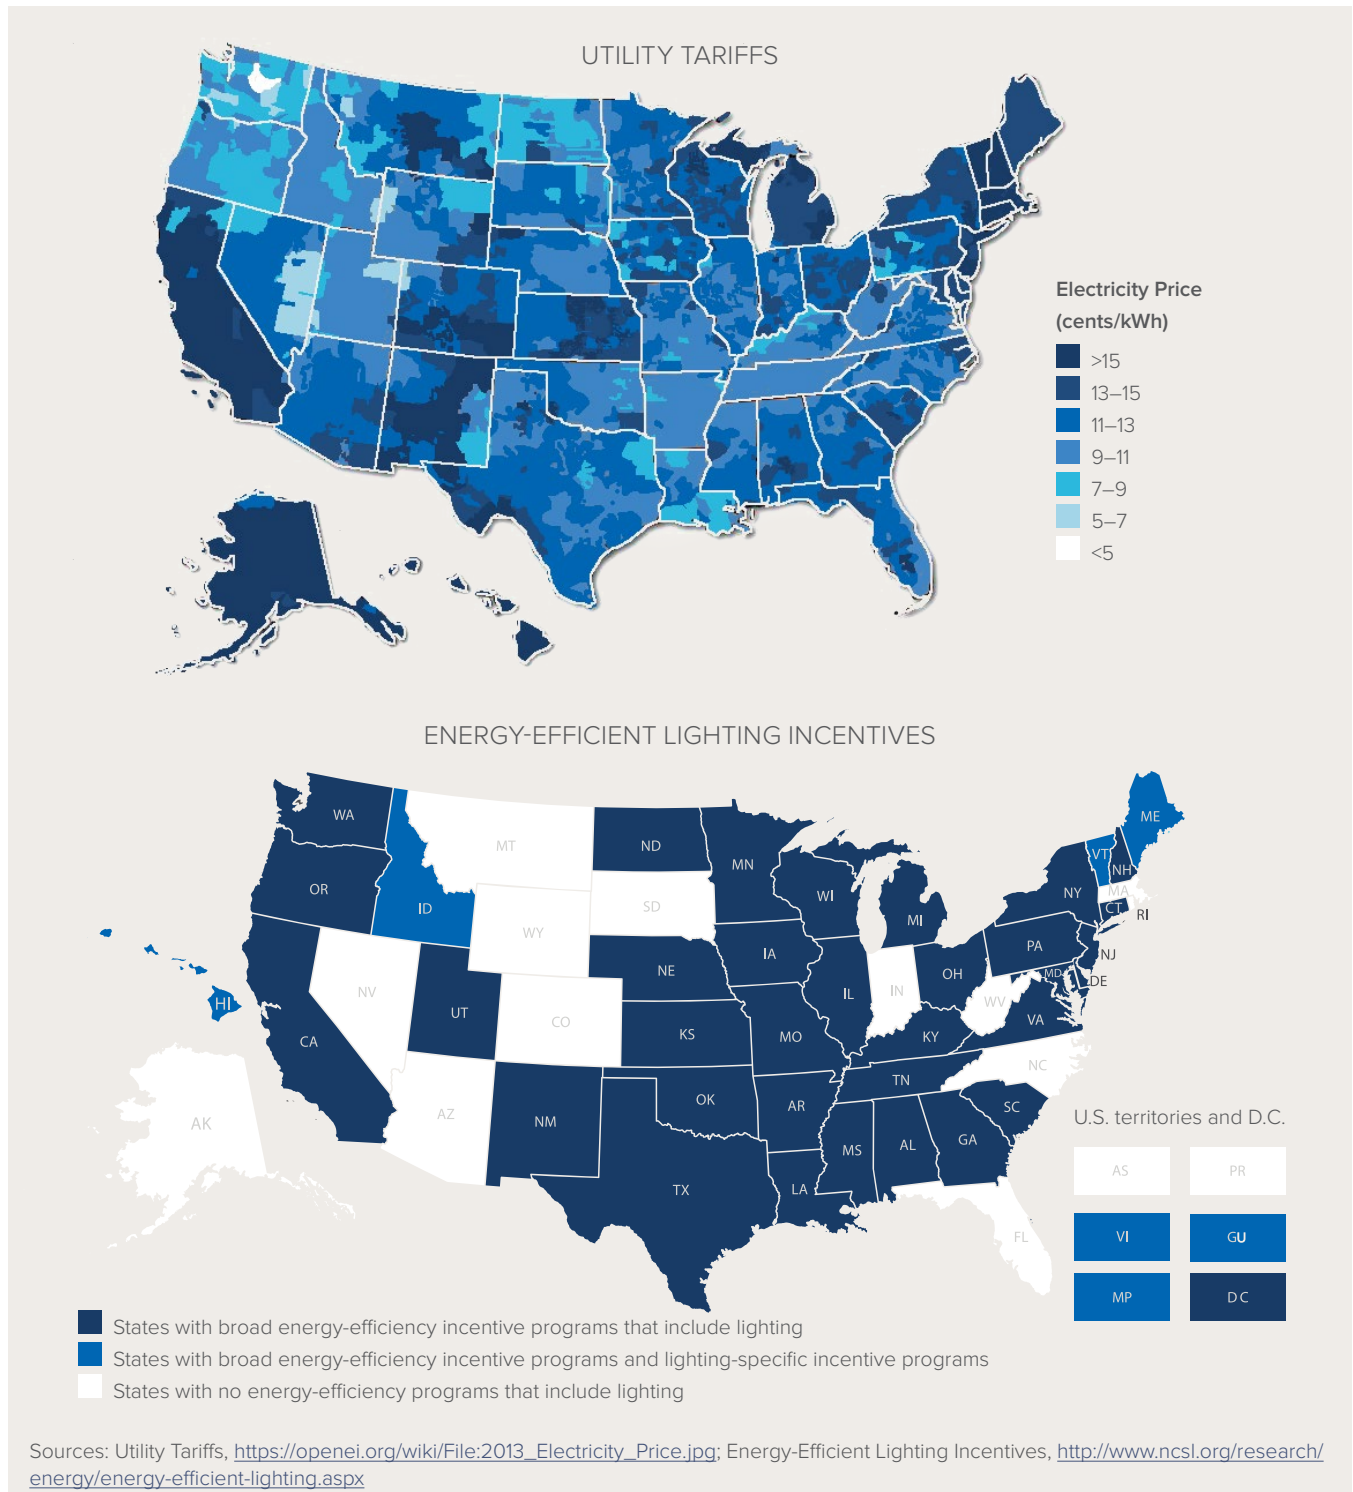 UTILITY TARIFFS
Electricity Price
(cents/kWh)
>15
13–15
11–13
9–11
7–9
5–7
<5
ENERGY-EFFICIENT LIGHTING INCENTIVES
WA
MT
ND
MN
OR
ID
SD
WY
WI
MI
NY
VT
NH
ME
MA
CT
RI
HI
NV
UT
CO
NE
IA
IL
IN
OH
PA
NJ
MD
DE
WV
VA
CA
KS
MO
KY
NC
TN
AZ
NM
OK
AR
SC
AK
TX
LA
MS
AL
GA
FL
U.S. territories and D.C.
AS
PR
VI
GU
MP
DC
States with broad energy-efficiency incentive programs that include lighting
States with broad energy-efficiency incentive programs and lighting-specific incentive programs
States with no energy-efficiency programs that include lighting
Sources: Utility Tariffs, https://openei.org/wiki/File:2013_Electricity_Price.jpg; Energy-Efficient Lighting Incentives, http://www.ncsl.org/research/
energy/energy-efficient-lighting.aspx